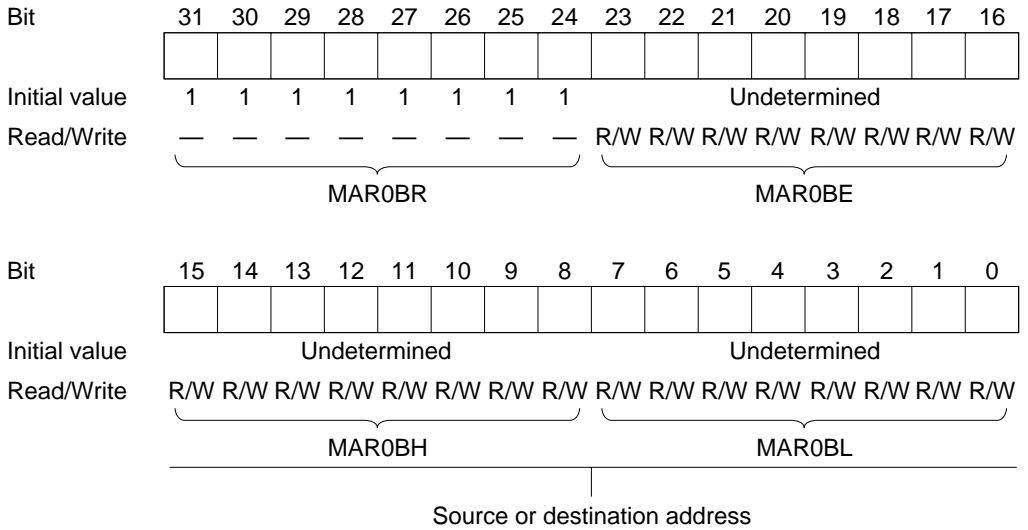 Bit 31 30 29 28 27 26 25 24 23 22 21 20 19 18 17 16
Initial value 1 1 1 1 1 1 1 1 Undetermined
Read/Write — — — — — — — — R/W R/W R/W R/W R/W R/W R/W R/W
MAR0BR MAR0BE
Bit 15 14 13 12 11 10 9 8 7 6 5 4 3 2 1 0
Initial value Undetermined Undetermined
Read/Write R/W R/W R/W R/W R/W R/W R/W R/W R/W R/W R/W R/W R/W R/W R/W R/W
MAR0BH MAR0BL
Source or destination address